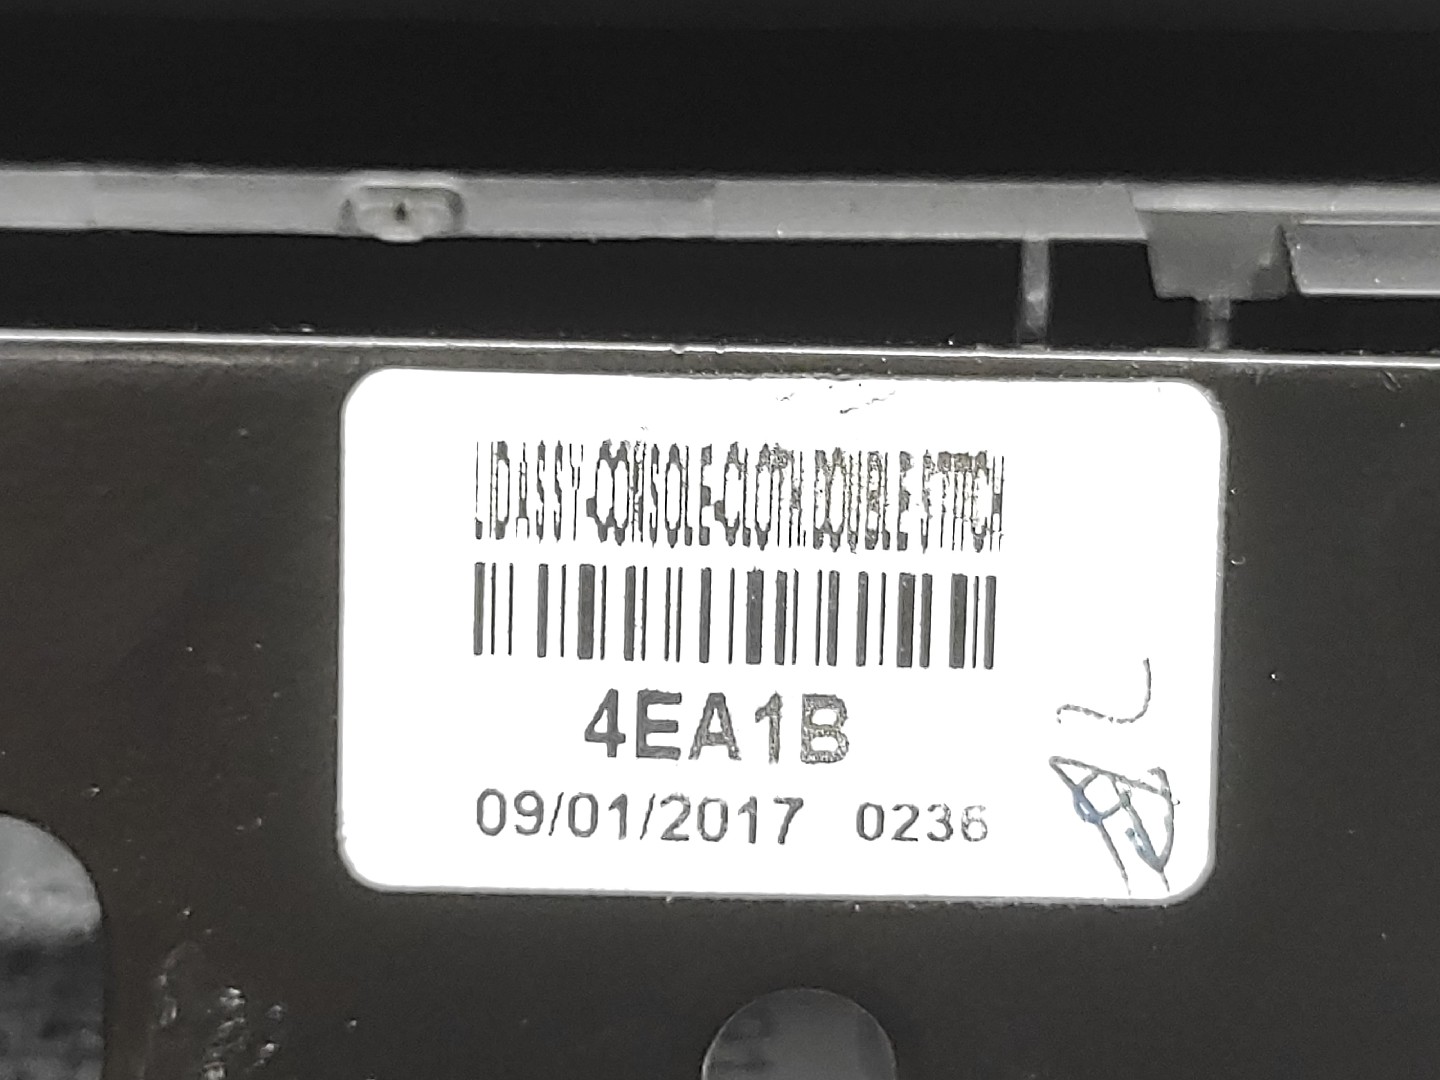 LID ASSY-CONSOLE-CLOTH DOUBLE STITCH
4EA1B
09/01/2017 0236